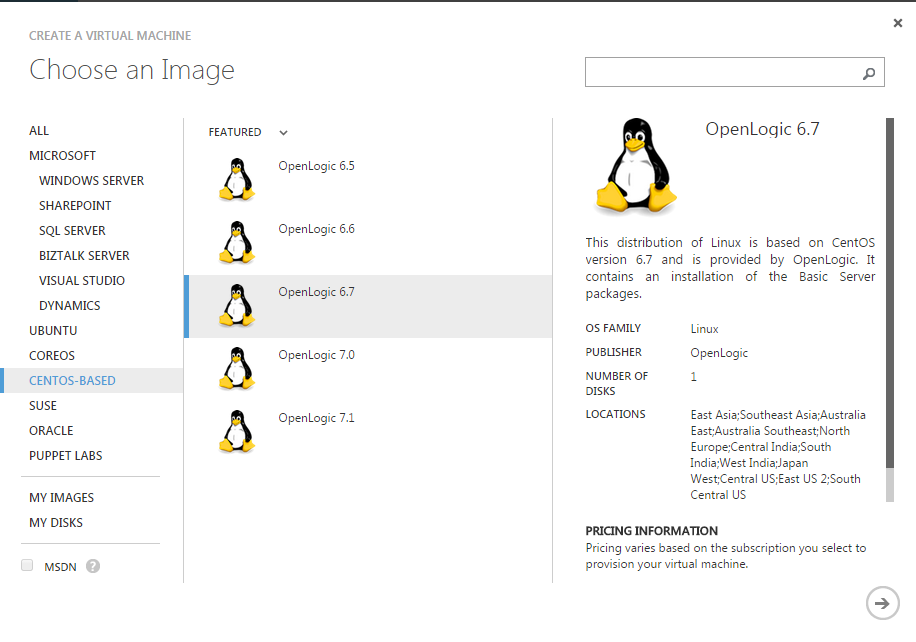 CREATE A VIRTUAL MACHINE
Choose an Image
ALL
MICROSOFT
WINDOWS SERVER
SHAREPOINT
SQL SERVER
BIZTALK SERVER
VISUAL STUDIO
DYNAMICS
UBUNTU
COREOS
CENTOS-BASED
SUSE
ORACLE
PUPPET LABS
MY IMAGES
MY DISKS
MSDN ?
FEATURED
OpenLogic 6.5
OpenLogic 6.6
OpenLogic 6.7
OpenLogic 7.0
OpenLogic 7.1
OpenLogic 6.7
This distribution of Linux is based on CentOS
version 6.7 and is provided by OpenLogic. It
contains an installation of the Basic Server
packages.
OS FAMILY Linux
PUBLISHER OpenLogic
NUMBER OF 1
DISKS
LOCATIONS East Asia;Southeast Asia;Australia
East;Australia Southeast;North
Europe;Central India;South
India;West India;Japan
West;Central US;East US 2;South
Central US
PRICING INFORMATION
Pricing varies based on the subscription you select to
provision your virtual machine.